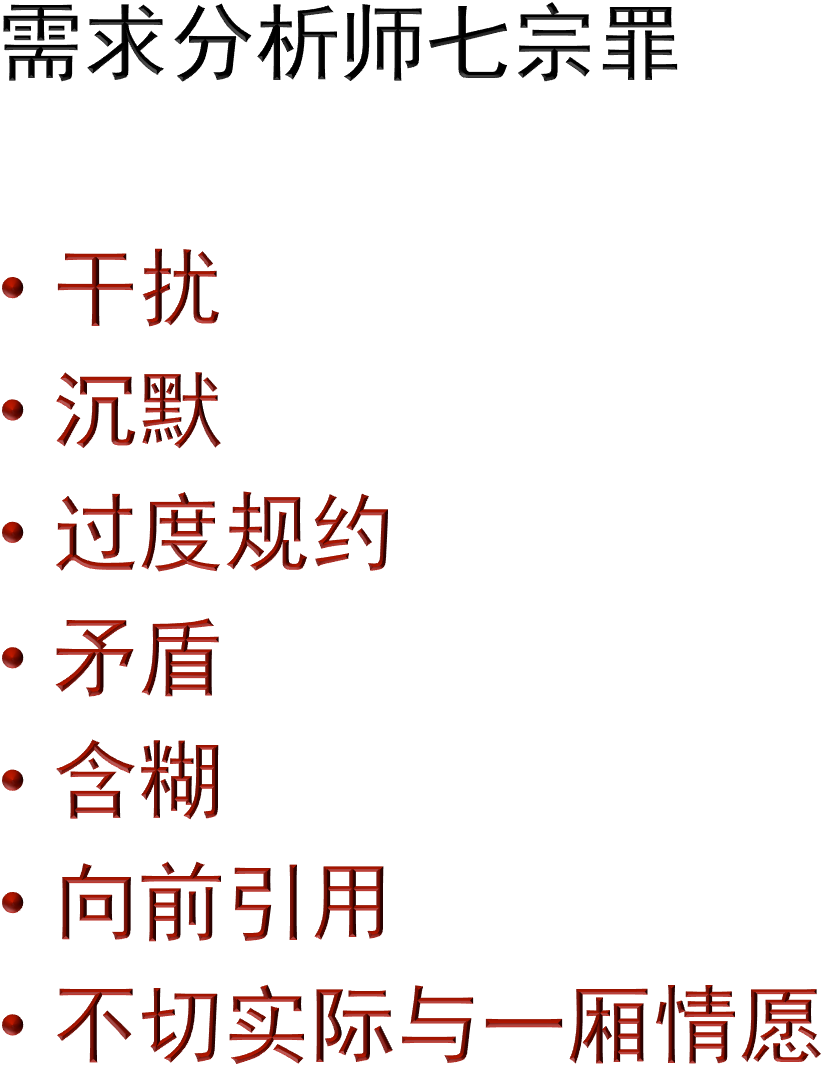 需求分析师七宗罪
• 干扰
• 沉默
• 过度规约
• 矛盾
• 含糊
• 向前引用
• 不切实际与一厢情愿